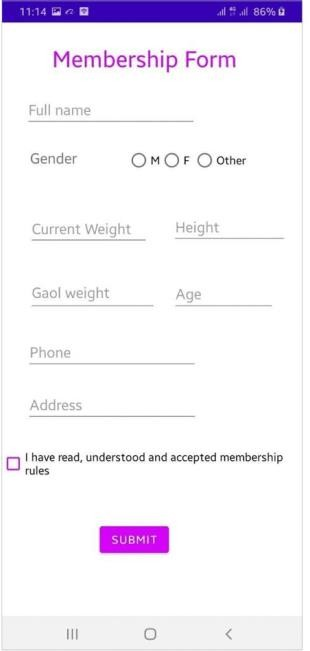 11:14 86%
Membership Form
Full name
Gender M F Other
Current Weight Height
Gaol weight Age
Phone
Address
I have read, understood and accepted membership
rules
SUBMIT